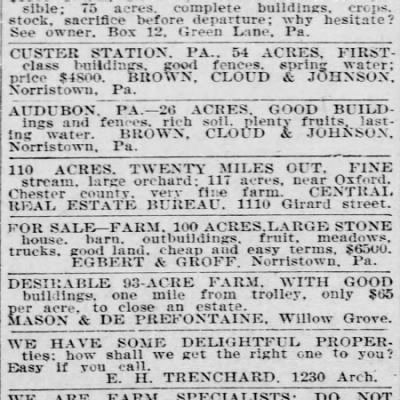 sible; 75 acres, complete buildings, crops,
stock, sacrifice before departure; why hesitate?
See owner, Box 12, Green Lane, Pa.
CUSTER STATION, PA., 54 ACRES, FIRST-
class buildings, good fences, spring water;
price $4800. BROWN, CLOUD & JOHNSON,
Norristown, Pa.
AUDUBON, PA.—26 ACRES, GOOD BUILD-
ings and fences, rich soil, plenty fruits, last-
ing water. BROWN, CLOUD & JOHNSON,
Norristown, Pa.
110 ACRES, TWENTY MILES OUT, FINE
stream, large orchard; 117 acres, near Oxford,
Chester county, very fine farm. CENTRAL
REAL ESTATE BUREAU, 1110 Girard street.
FOR SALE—FARM, 100 ACRES, LARGE STONE
house, barn, outbuildings, fruit, meadows,
trucks, good land, cheap and easy terms, $6500.
EGBERT & GROFF, Norristown, Pa.
DESIRABLE 93-ACRE FARM, WITH GOOD
buildings, one mile from trolley, only $65
per acre, to close an estate.
MASON & DE PREFONTAINE, Willow Grove.
WE HAVE SOME DELIGHTFUL PROPER-
ties; how shall we get the right one to you?
Easy if you call.
E. H. TRENCHARD, 1230 Arch.
WE ARE FARM SPECIALISTS; DO NOT